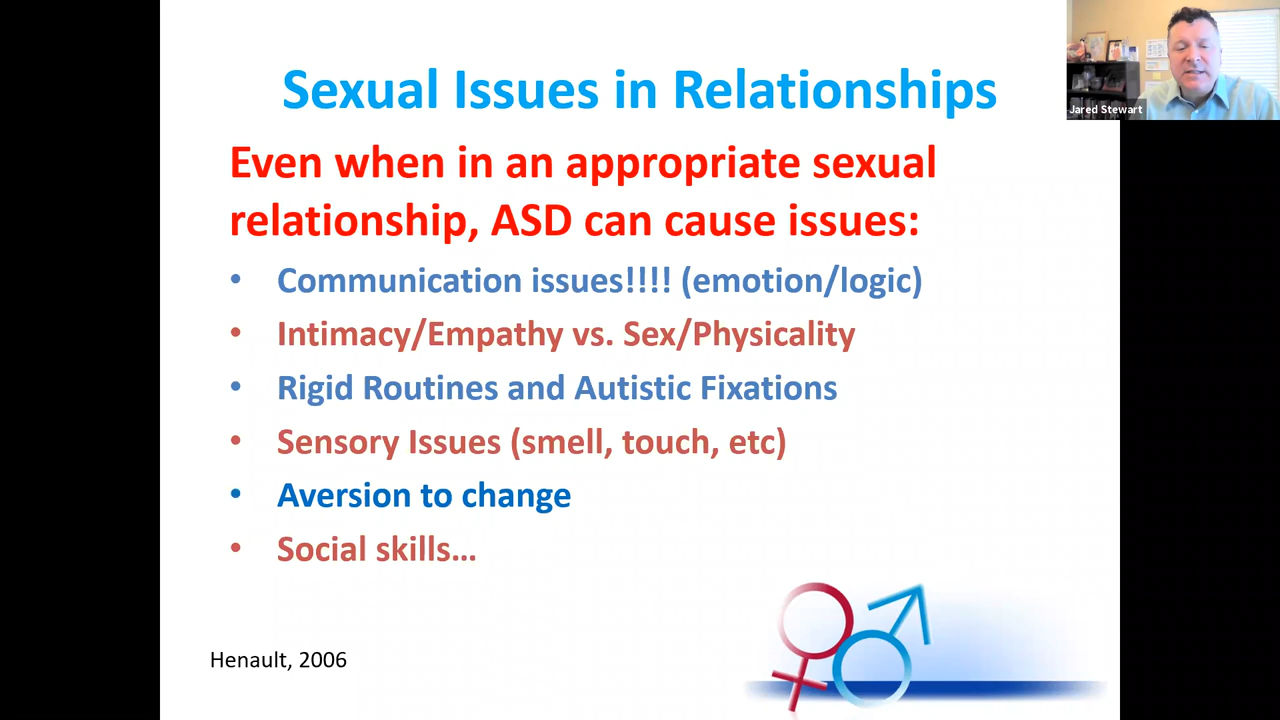 Sexual Issues in Relationships
Jared Stewart
Even when in an appropriate sexual
relationship, ASD can cause issues:
• Communication issues!!!! (emotion/logic)
• Intimacy/Empathy vs. Sex/Physicality
• Rigid Routines and Autistic Fixations
• Sensory Issues (smell, touch, etc)
• Aversion to change
• Social skills…
Henault, 2006